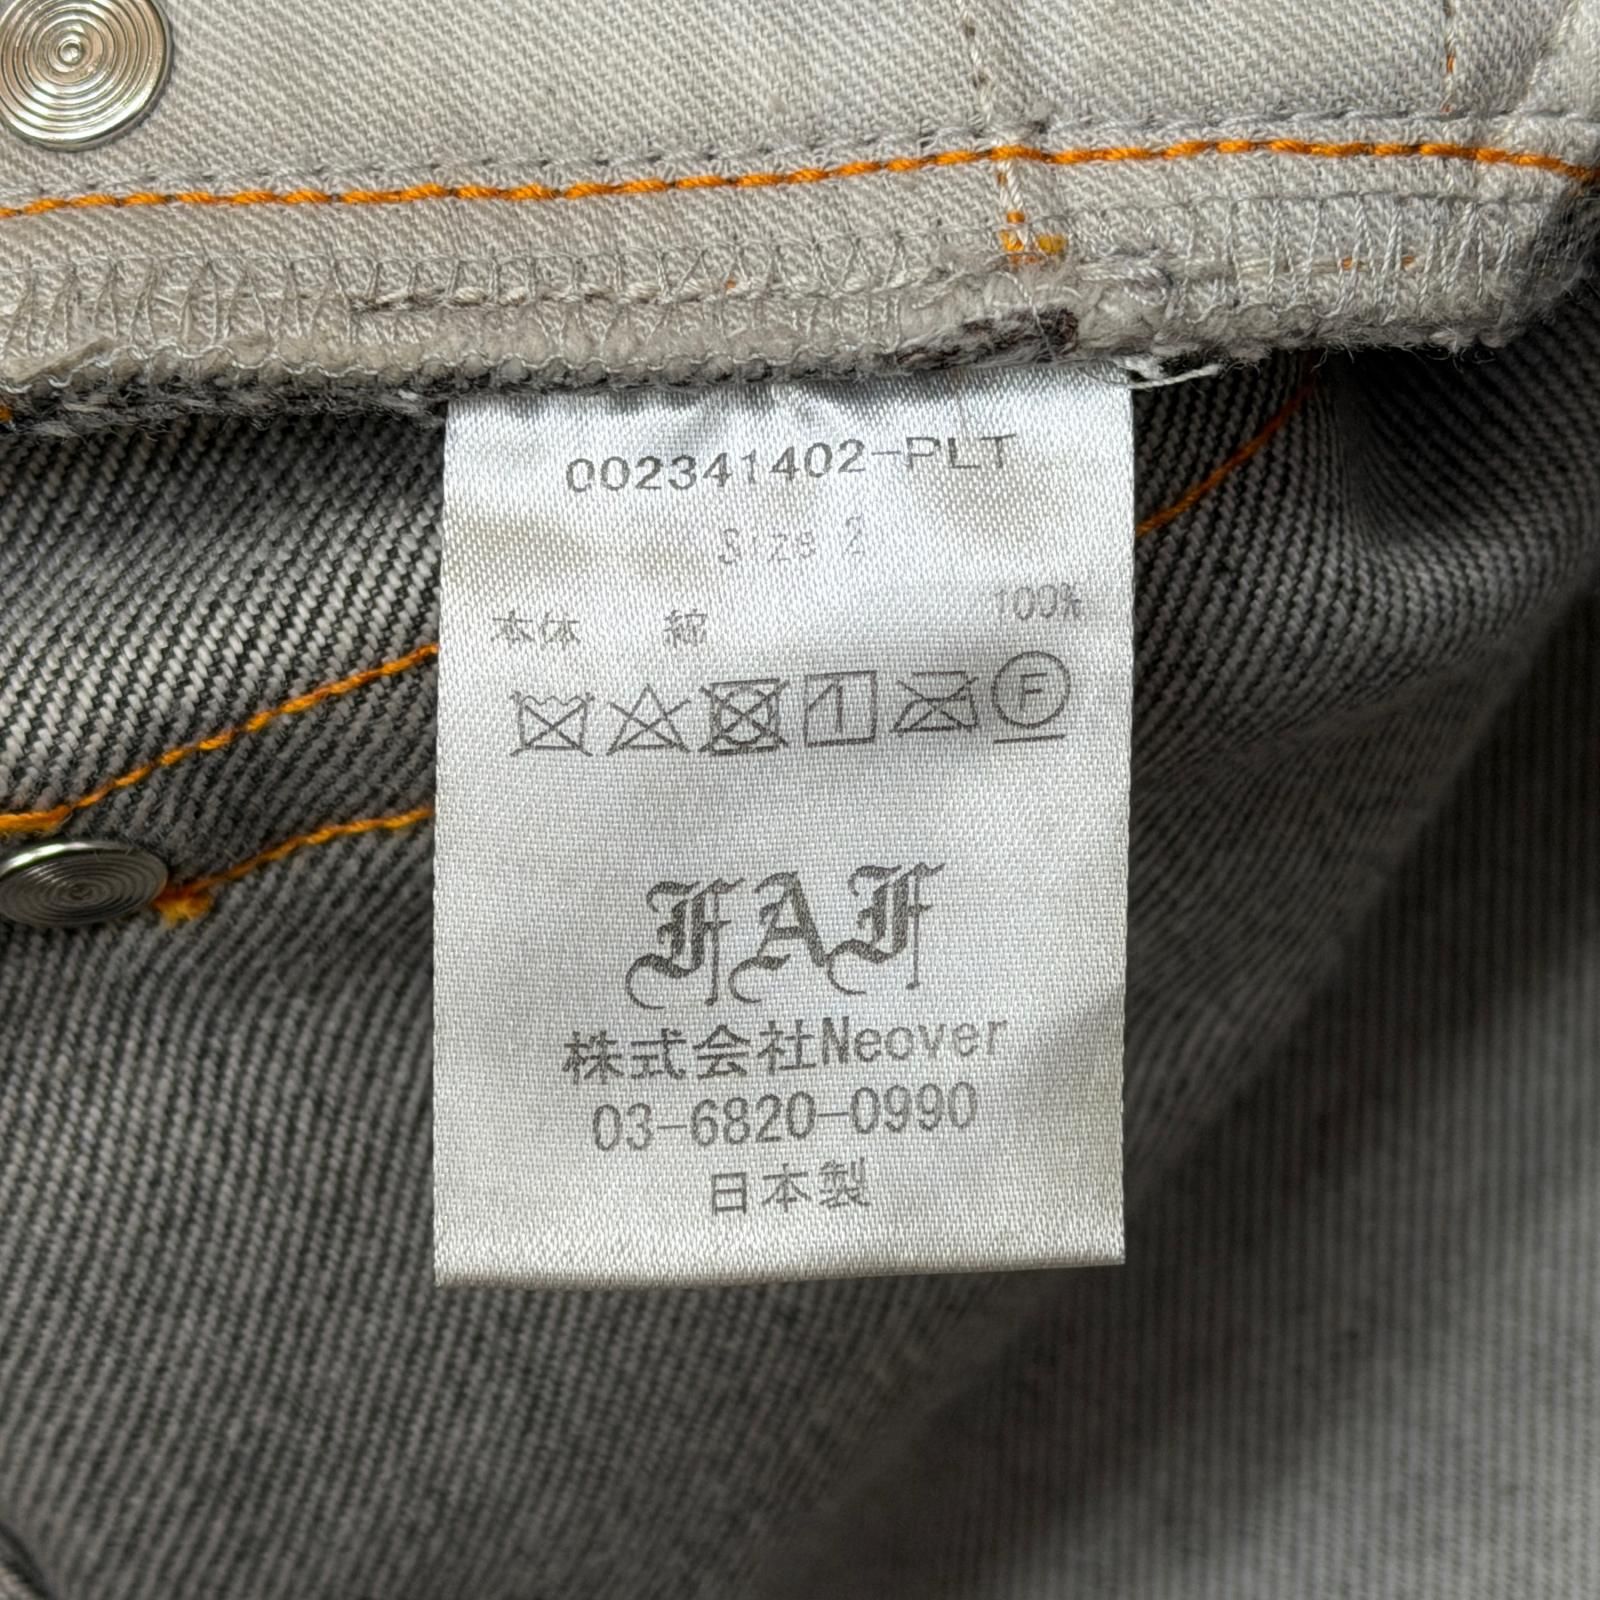 002341402-PLT
Size 2
本体 綿 100%
F
FAF
株式会社Neover
03-6820-0990
日本製